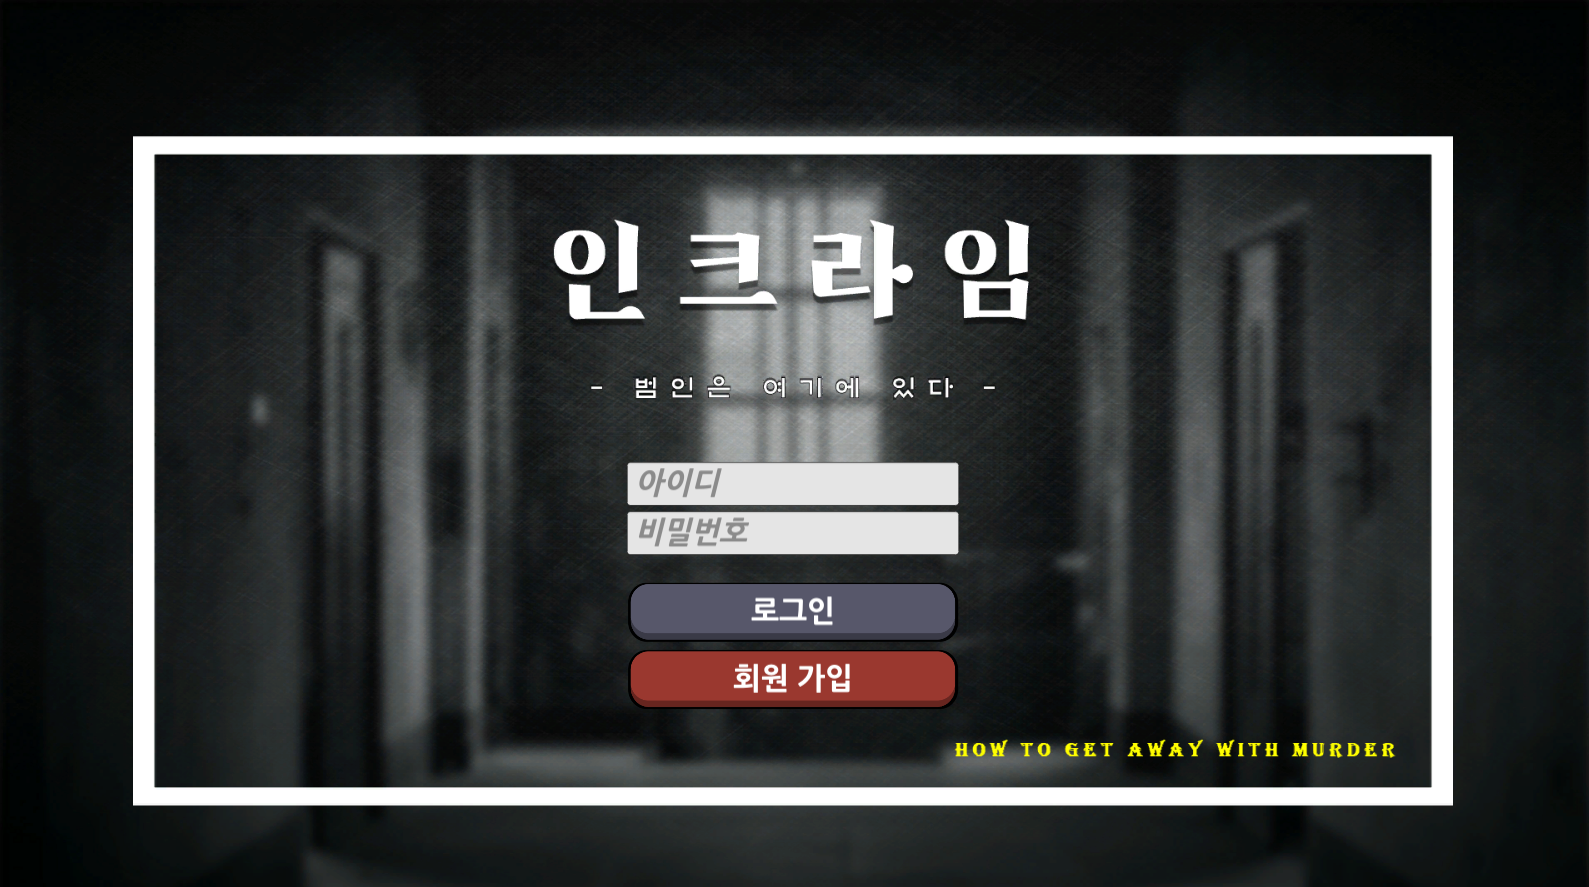 인크라임
- 범인은 여기에 있다 -
아이디
비밀번호
로그인
회원 가입
HOW TO GET AWAY WITH MURDER